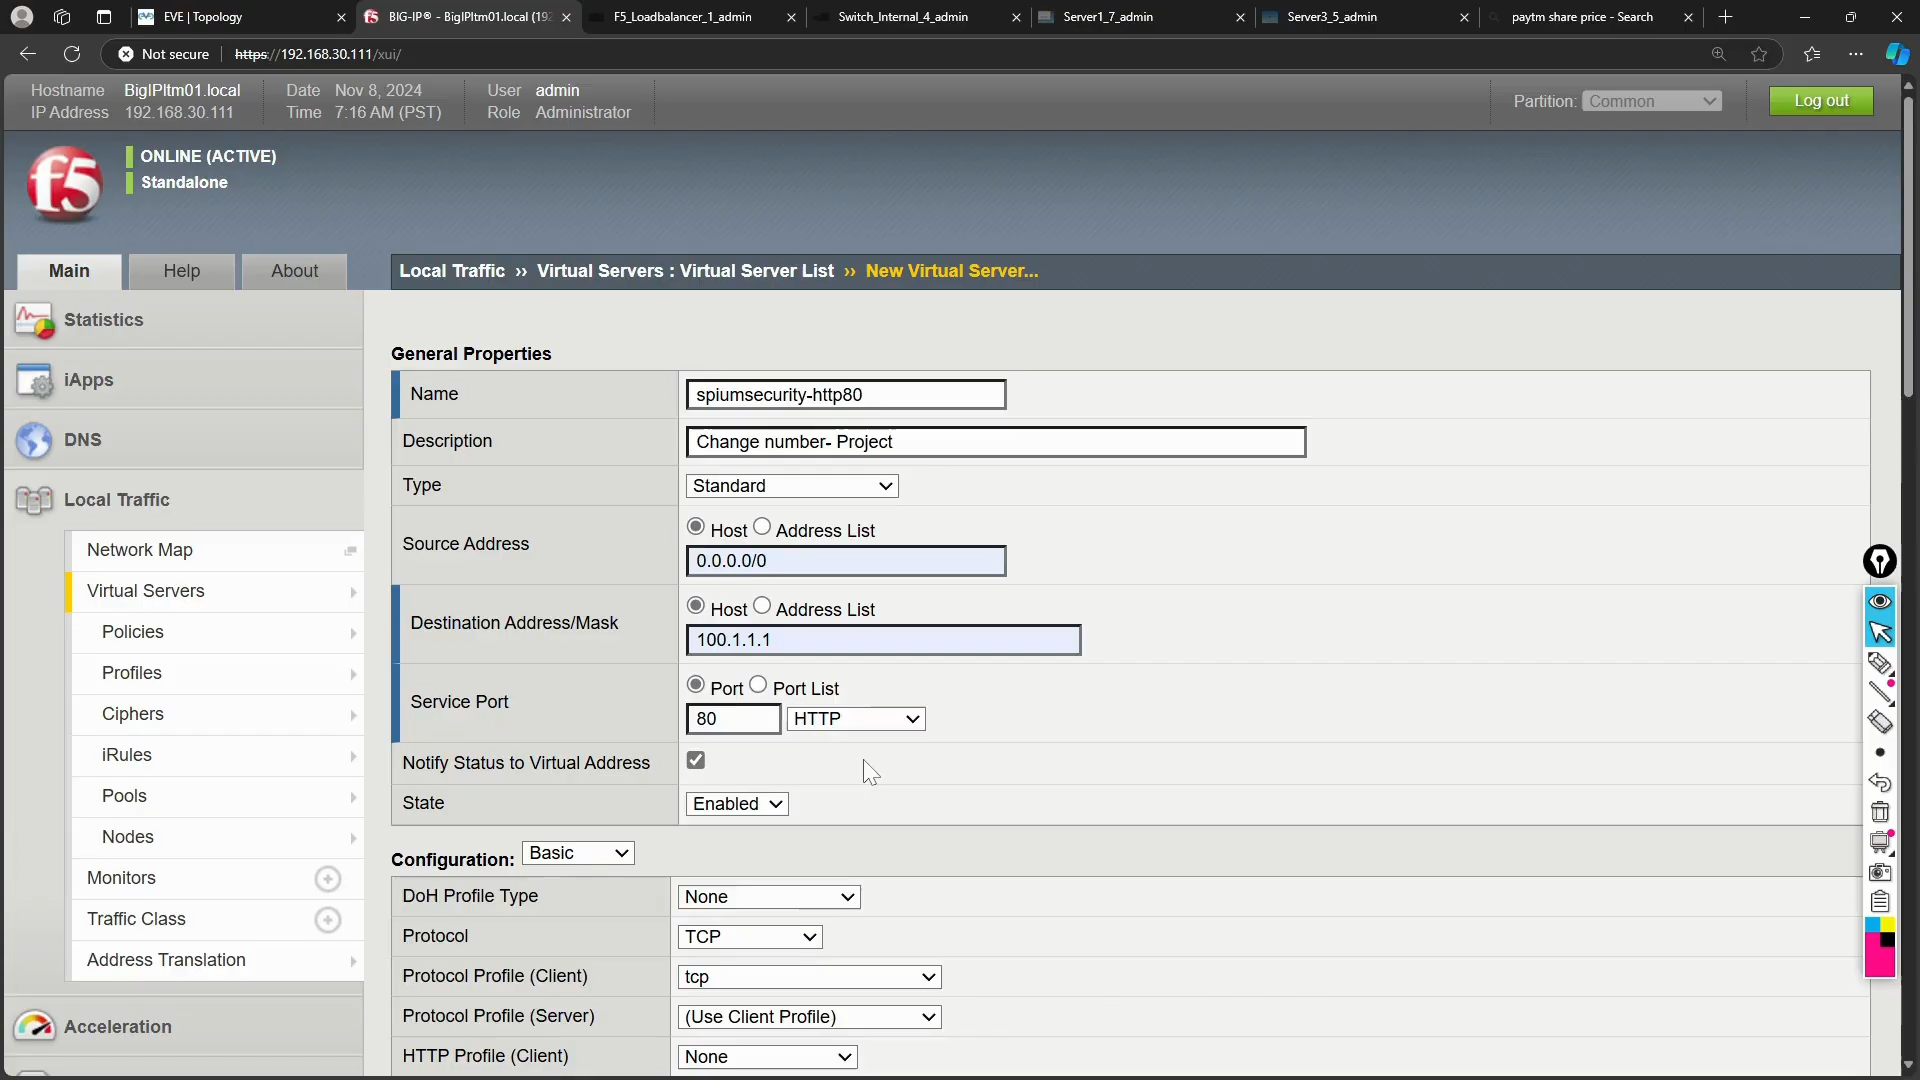 EVE | Topology
BIG-IP® - BigIPltm01.local (192
F5_Loadbalancer_1_admin
Switch_Internal_4_admin
Server1_7_admin
Server3_5_admin
paytm share price - Search
Not secure
https://192.168.30.111/xui/
Hostname BigIPltm01.local
IP Address 192.168.30.111
Date Nov 8, 2024
Time 7:16 AM (PST)
User admin
Role Administrator
Partition: Common
Log out
f5
ONLINE (ACTIVE)
Standalone
Main
Help
About
Local Traffic ›› Virtual Servers : Virtual Server List ›› New Virtual Server...
Statistics
iApps
DNS
Local Traffic
Network Map
Virtual Servers
Policies
Profiles
Ciphers
iRules
Pools
Nodes
Monitors
Traffic Class
Address Translation
Acceleration
General Properties
Name spiumsecurity-http80
Description Change number- Project
Type Standard
Source Address
Host Address List
0.0.0.0/0
Destination Address/Mask
Host Address List
100.1.1.1
Service Port
Port Port List
80 HTTP
Notify Status to Virtual Address
State Enabled
Configuration: Basic
DoH Profile Type None
Protocol TCP
Protocol Profile (Client) tcp
Protocol Profile (Server) (Use Client Profile)
HTTP Profile (Client) None